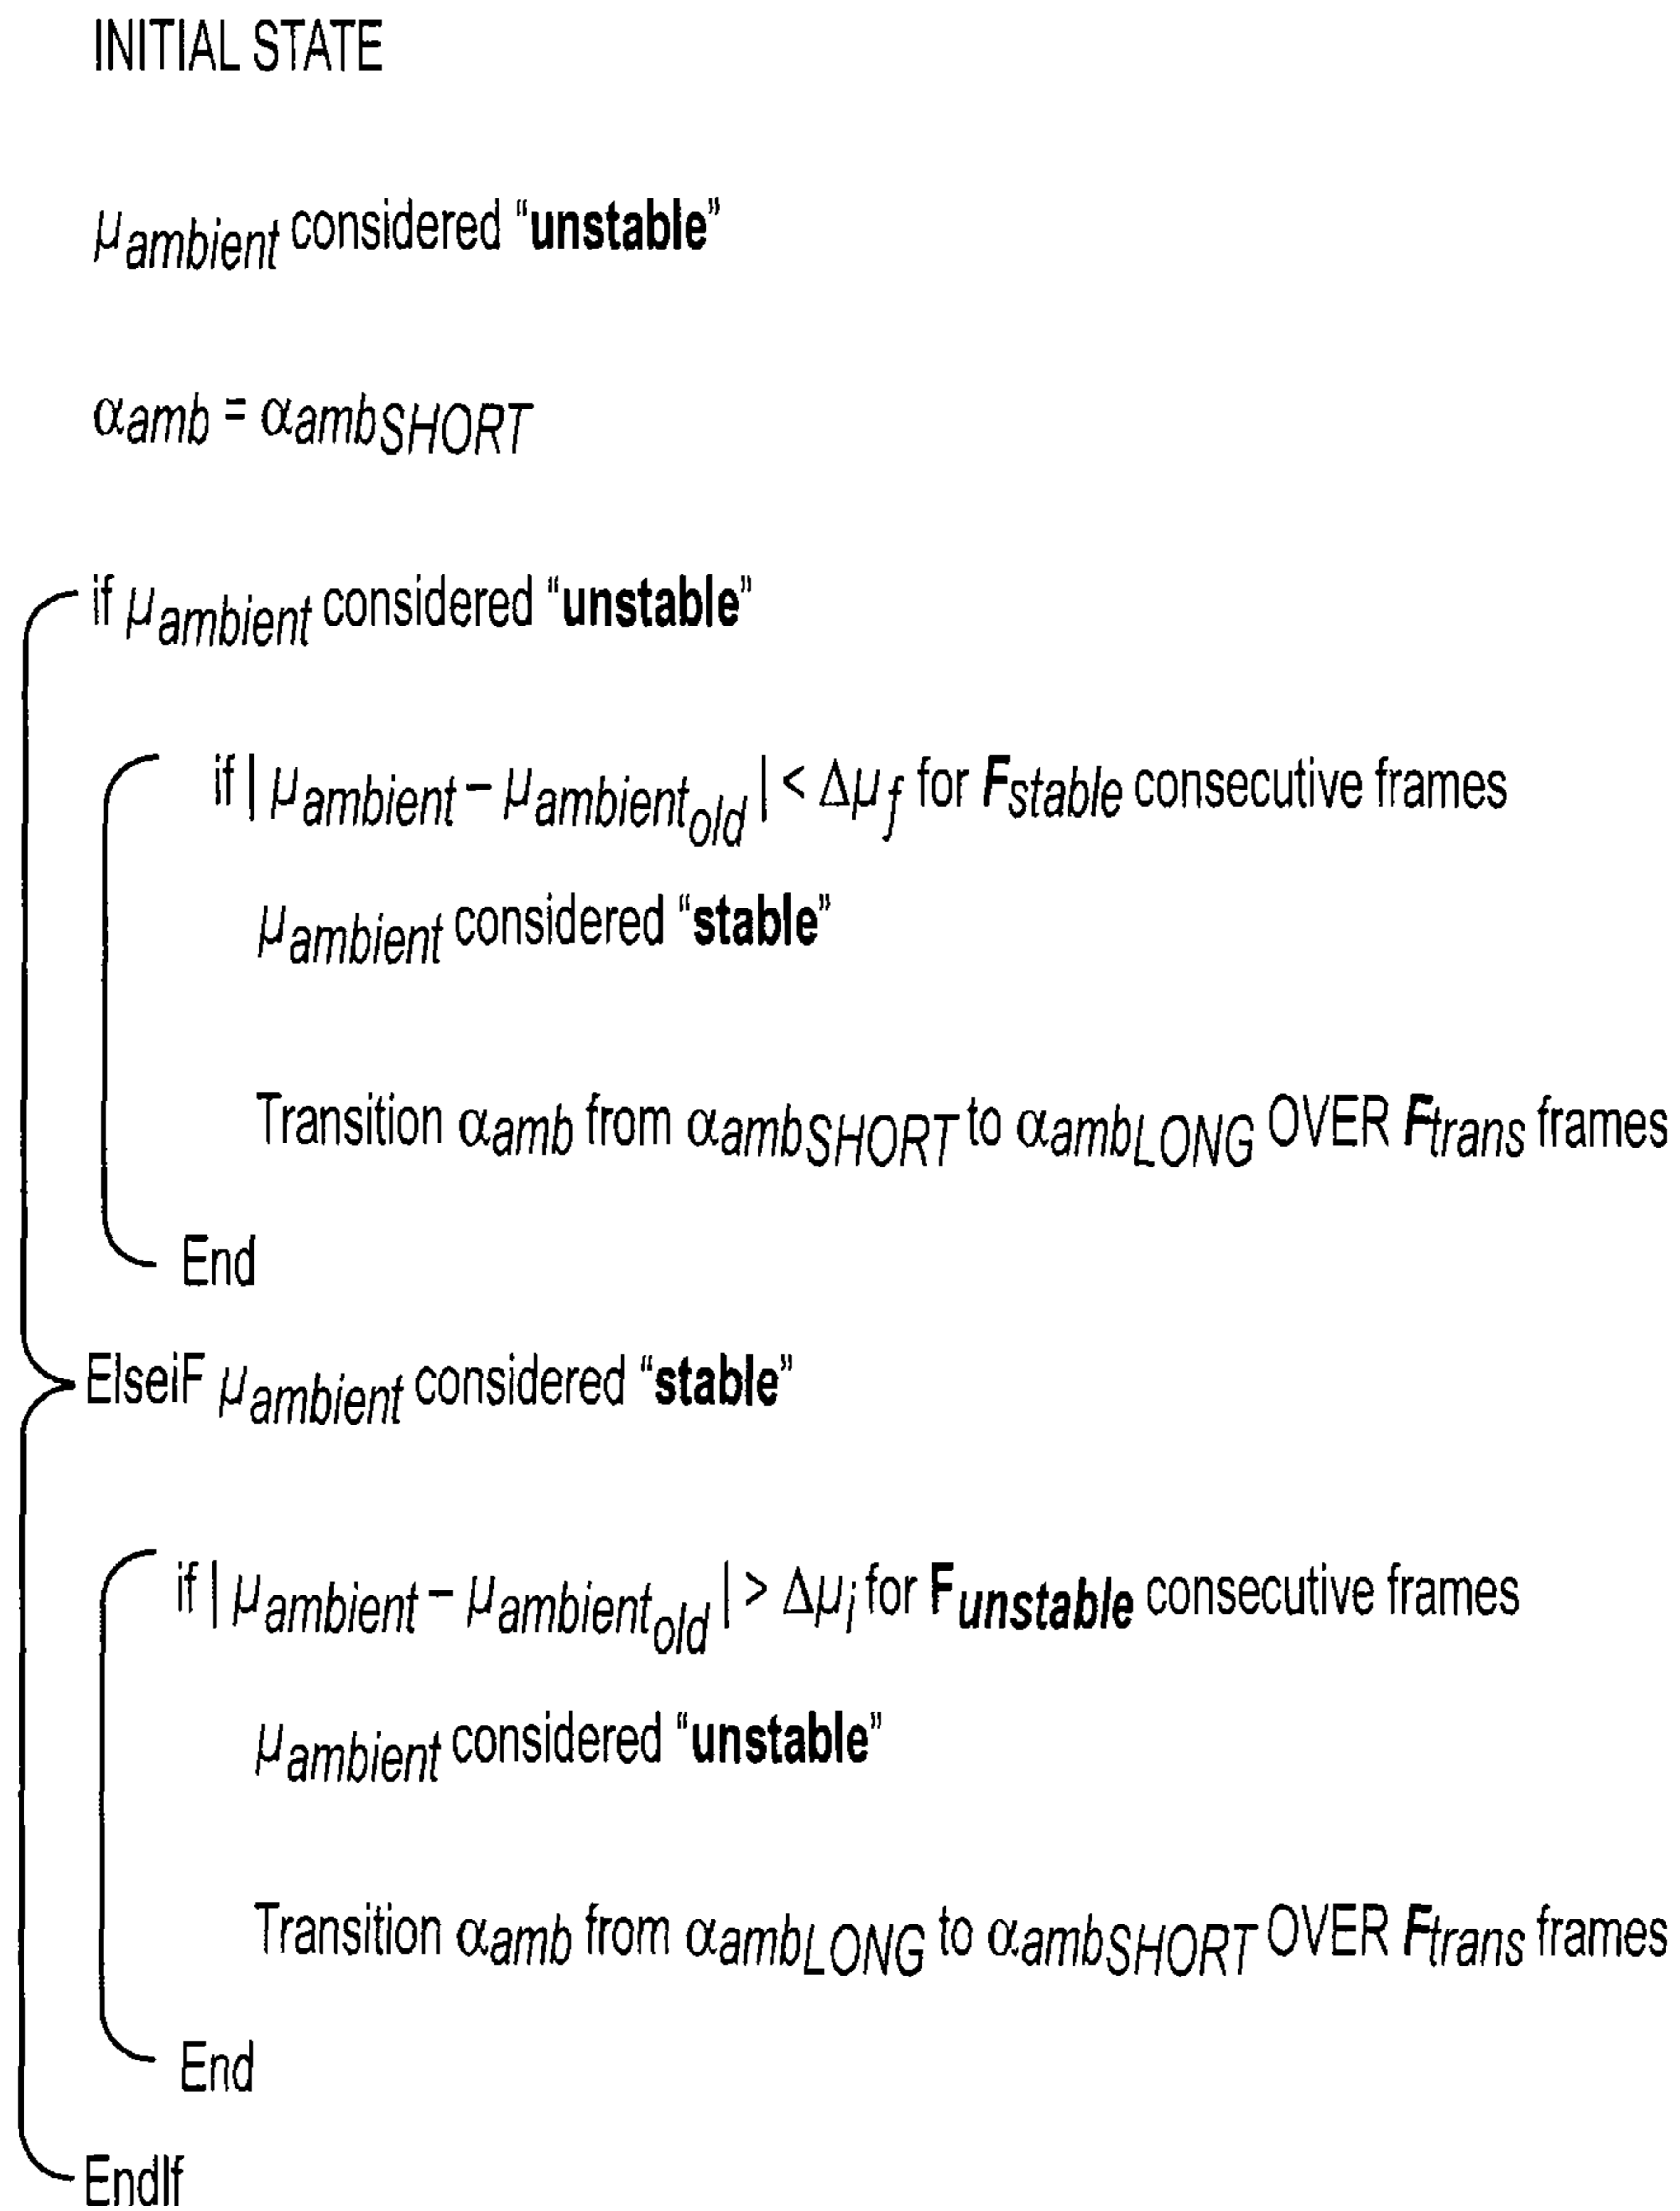 INITIAL STATE
μambient considered “unstable”
αamb = αambSHORT
if μambient considered “unstable”
if | μambient – μambientold | < Δμf for Fstable consecutive frames
μambient considered “stable”
Transition αamb from αambSHORT to αambLONG OVER Ftrans frames
End
ElseiF μambient considered “stable”
if | μambient – μambientold | > Δμi for Funstable consecutive frames
μambient considered “unstable”
Transition αamb from αambLONG to αambSHORT OVER Ftrans frames
End
EndIf